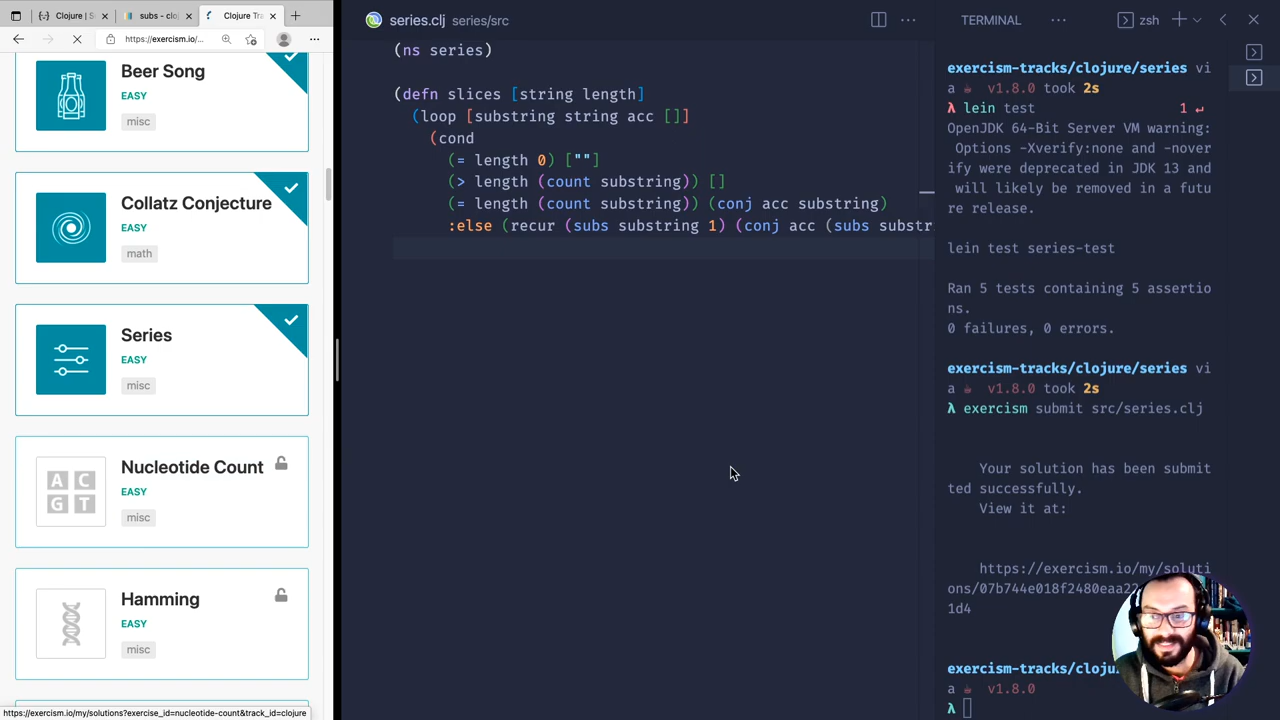 {} Clojure | S
subs - cloj
Clojure Tra
https://exercism.io/...
Beer Song
EASY
misc
Collatz Conjecture
EASY
math
Series
EASY
misc
Nucleotide Count
EASY
misc
A C
G T
Hamming
EASY
misc
https://exercism.io/my/solutions?exercise_id=nucleotide-count&track_id=clojure
series.clj series/src
(ns series)
(defn slices [string length]
(loop [substring string acc []]
(cond
(= length 0) [""]
(> length (count substring)) []
(= length (count substring)) (conj acc substring)
:else (recur (subs substring 1) (conj acc (subs substr
TERMINAL
zsh
exercism-tracks/clojure/series vi
a v1.8.0 took 2s
λ lein test 1 ↵
OpenJDK 64-Bit Server VM warning:
Options -Xverify:none and -nover
ify were deprecated in JDK 13 and
will likely be removed in a futu
re release.
lein test series-test
Ran 5 tests containing 5 assertio
ns.
0 failures, 0 errors.
exercism-tracks/clojure/series vi
a v1.8.0 took 2s
λ exercism submit src/series.clj
Your solution has been submit
ted successfully.
View it at:
https://exercism.io/my/soluti
ons/07b744e018f2480eaa22
1d4
exercism-tracks/cloju
a v1.8.0
λ